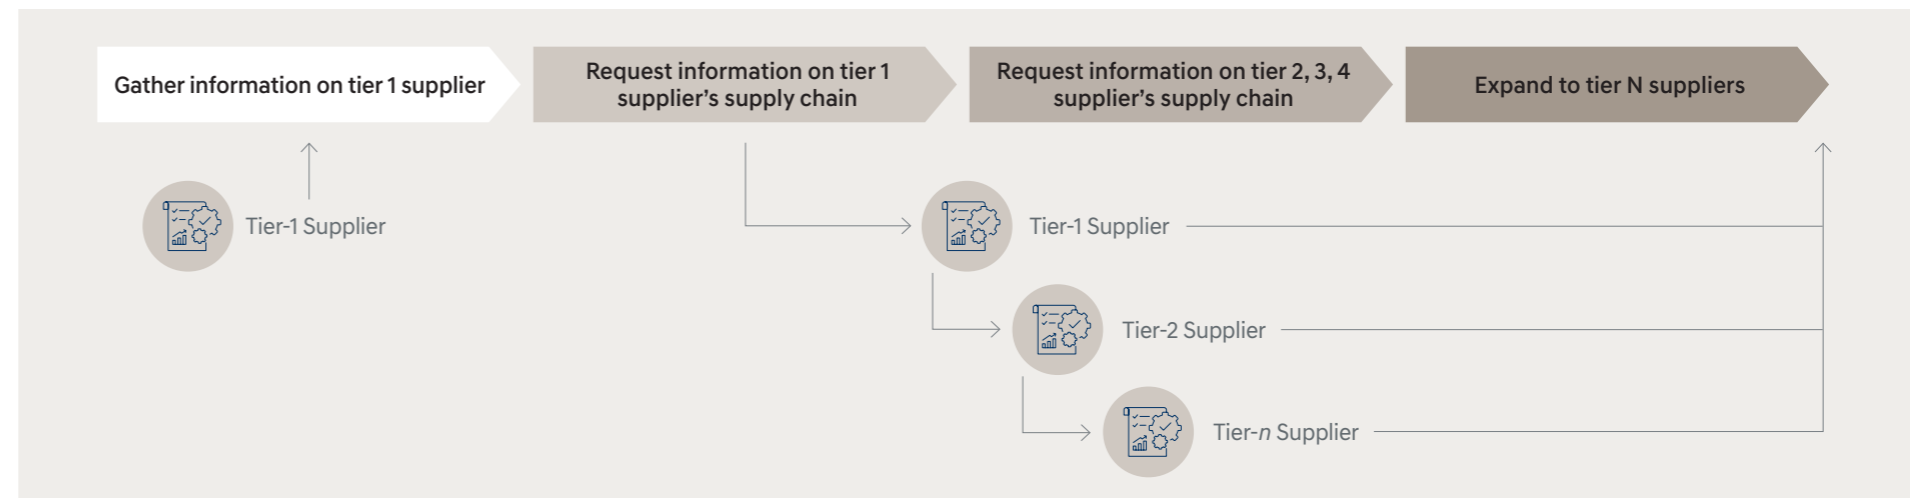 Gather information on tier 1 supplier
Request information on tier 1
supplier's supply chain
Request information on tier 2, 3, 4
supplier's supply chain
Expand to tier N suppliers
Tier-1 Supplier
Tier-1 Supplier
Tier-2 Supplier
Tier-n Supplier